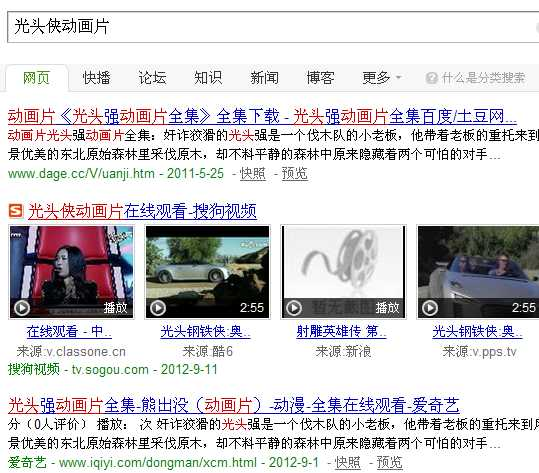 光头侠动画片
网页 快播 论坛 知识 新闻 博客 更多 什么是分类搜索
动画片《光头强动画片全集》全集下载 - 光头强动画片全集百度/土豆网...
动画片光头强动画片全集：奸诈狡猾的光头强是一个伐木队的小老板，他带着老板的重托来到
景优美的东北原始森林里采伐原木，却不料平静的森林中原来隐藏着两个可怕的对手...
www.dage.cc/V/uanji.htm - 2011-5-25 - 快照 - 预览
光头侠动画片在线观看-搜狗视频
播放 2:55 播放 2:55
在线观看 - 中.. 光头钢铁侠:奥.. 射雕英雄传 第.. 光头钢铁侠:奥..
来源:v.classone.cn 来源:酷6 来源:新浪 来源:v.pps.tv
搜狗视频 - tv.sogou.com - 2012-9-11
光头强动画片全集-熊出没（动画片）-动漫-全集在线观看-爱奇艺
分（0人评价） 播放： 次 奸诈狡猾的光头强是一个伐木队的小老板，他带着老板的重托来到
景优美的东北原始森林里采伐原木，却不料平静的森林中原来隐藏着两个可怕的对手...
爱奇艺 - www.iqiyi.com/dongman/xcm.html - 2012-9-1 - 快照 - 预览